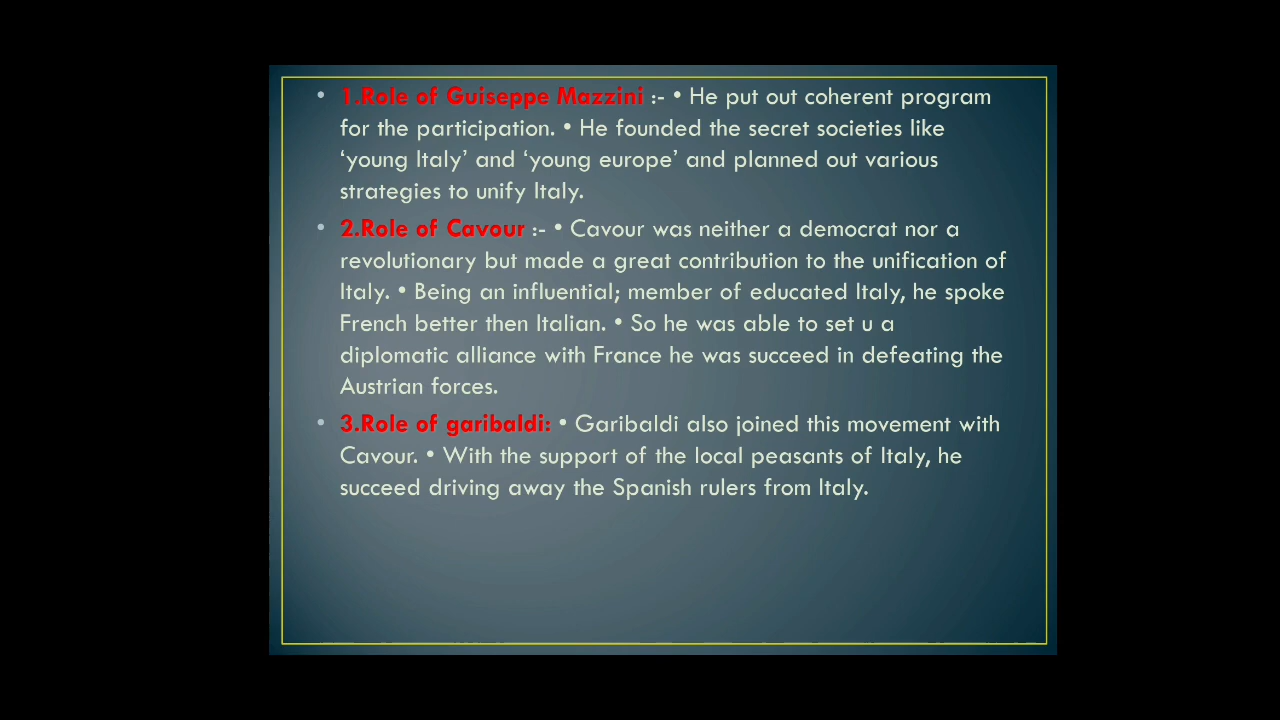 • 1.Role of Guiseppe Mazzini :- • He put out coherent program
for the participation. • He founded the secret societies like
‘young Italy’ and ‘young europe’ and planned out various
strategies to unify Italy.
• 2.Role of Cavour :- • Cavour was neither a democrat nor a
revolutionary but made a great contribution to the unification of
Italy. • Being an influential; member of educated Italy, he spoke
French better then Italian. • So he was able to set u a
diplomatic alliance with France he was succeed in defeating the
Austrian forces.
• 3.Role of garibaldi: • Garibaldi also joined this movement with
Cavour. • With the support of the local peasants of Italy, he
succeed driving away the Spanish rulers from Italy.